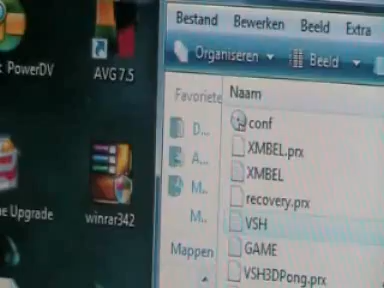 Bestand Bewerken Beeld Extra
Organiseren Beeld
PowerDV
AVG 7.5
Favoriete
Naam
conf
D...
XMBEL.prx
A...
XMBEL
M...
recovery.prx
M...
VSH
e Upgrade
winrar342
Mappen
GAME
VSH3DPong.prx